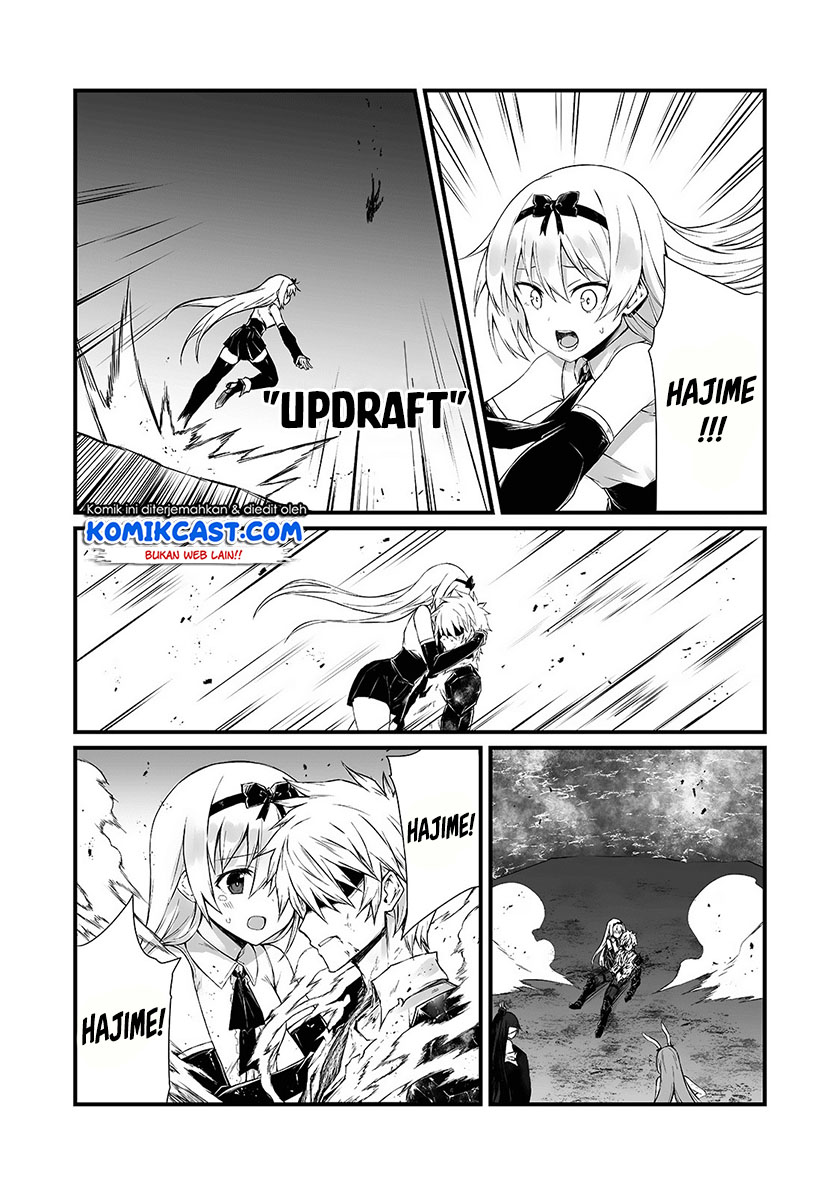 HAJIME
!!!
"UPDRAFT"
Komik ini diterjemahkan & diedit oleh
KOMIKCAST.COM
BUKAN WEB LAIN!!
HAJIME!
HAJIME!